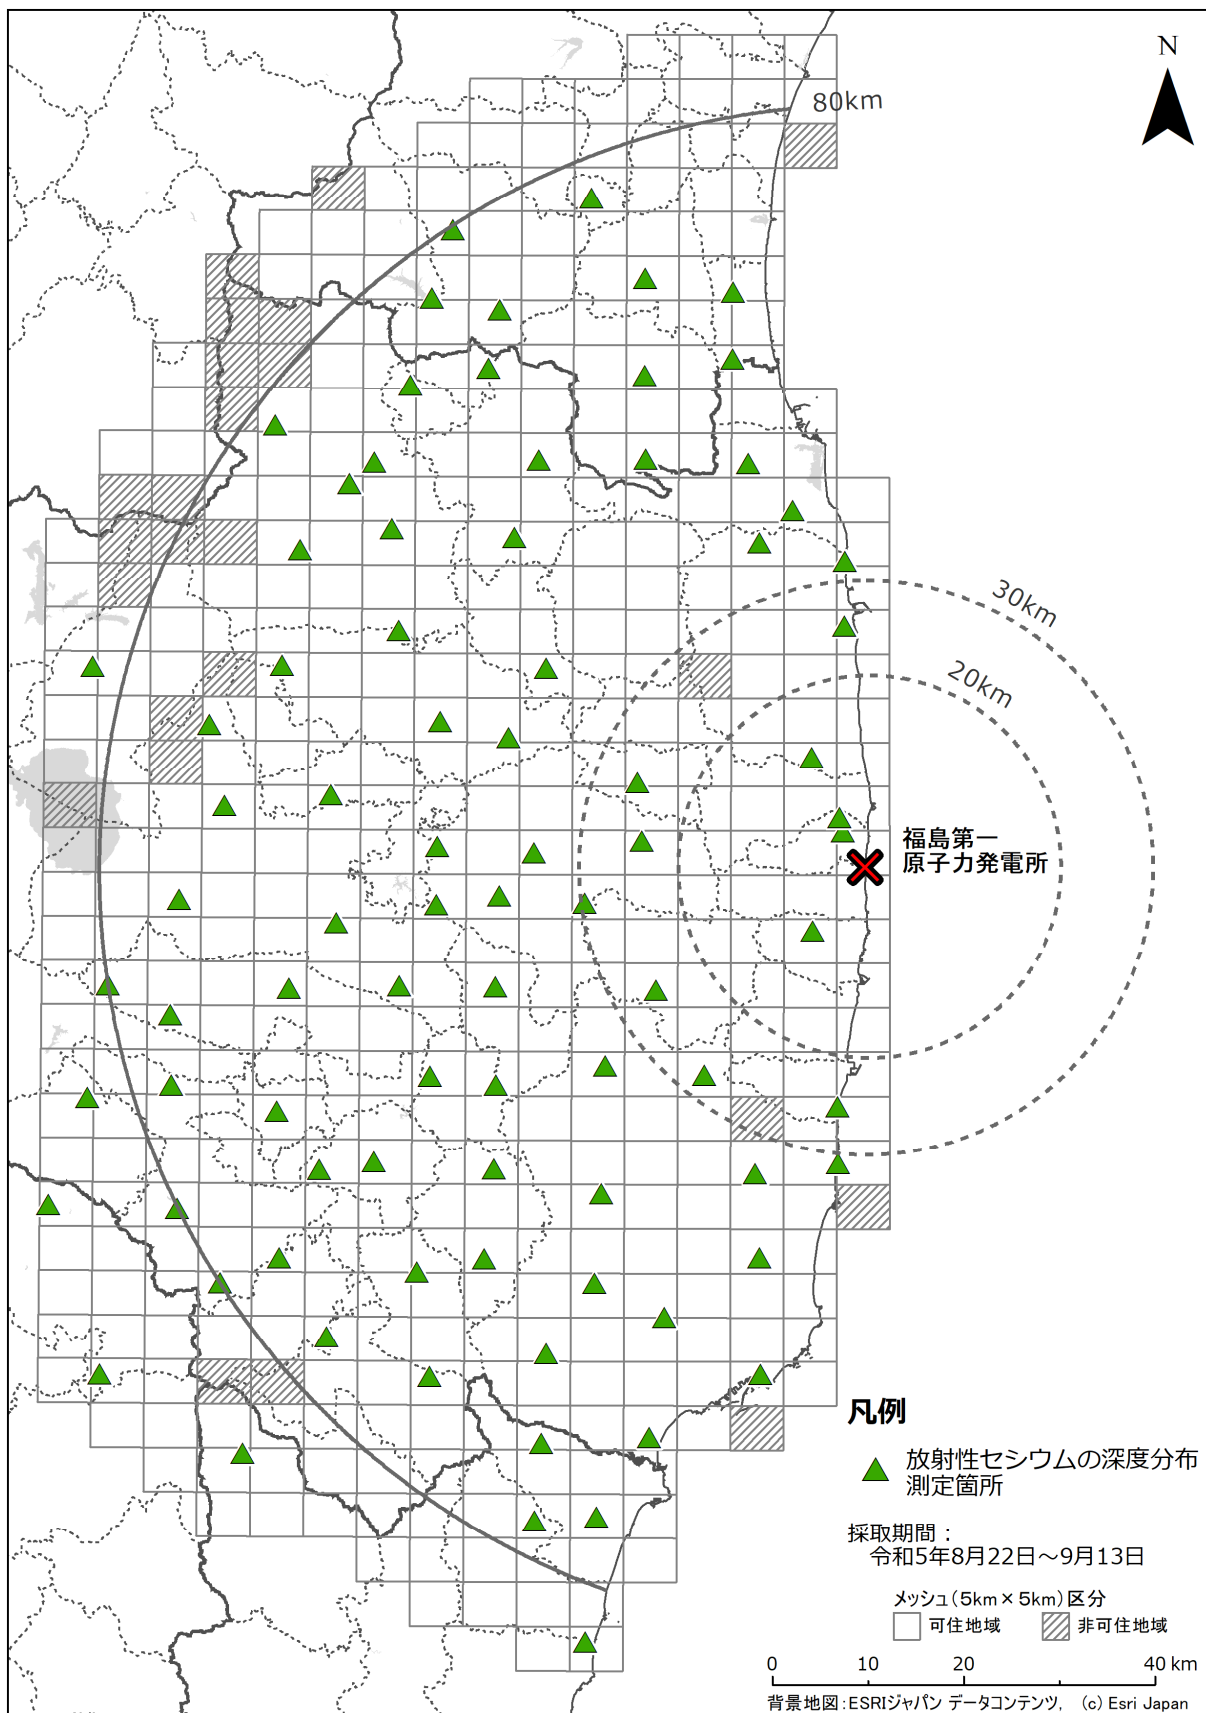 N
80km
30km
20km
福島第一
原子力発電所
凡例
放射性セシウムの深度分布
測定箇所
採取期間：
令和5年8月22日～9月13日
メッシュ（5km×5km）区分
可住地域
非可住地域
0 10 20 40 km
背景地図：ESRIジャパン データコンテンツ, (c) Esri Japan